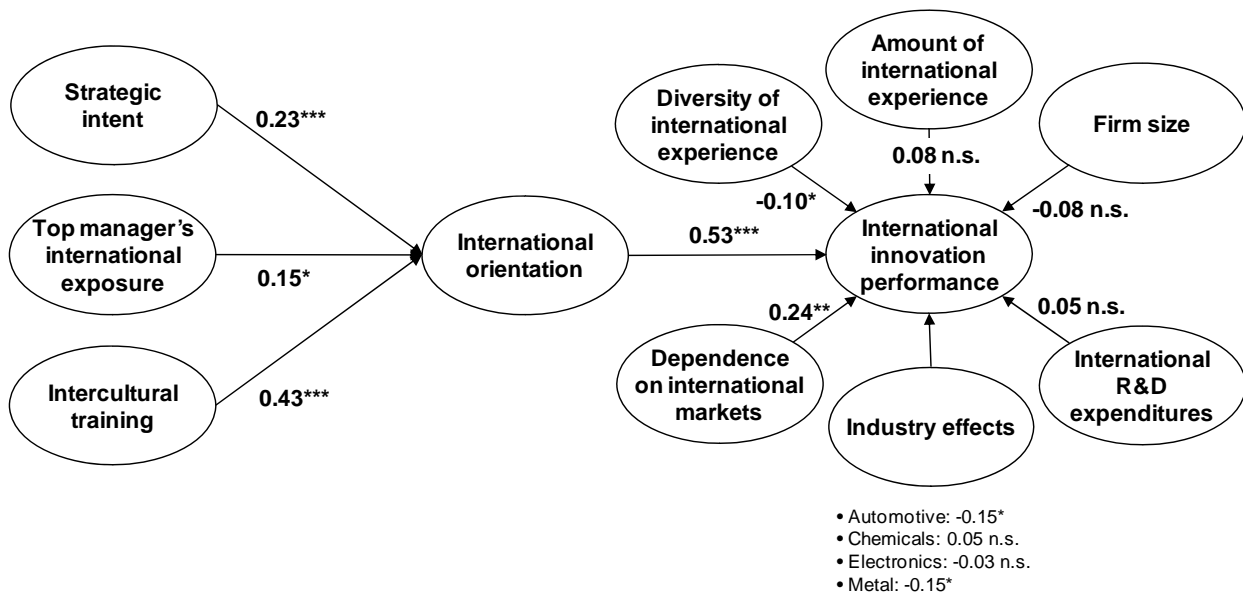 Strategic
intent
0.23***
Top manager's
international
exposure
0.15*
Intercultural
training
0.43***
International
orientation
0.53***
Diversity of
international
experience
-0.10*
Amount of
international
experience
0.08 n.s.
Firm size
-0.08 n.s.
International
innovation
performance
0.24**
Dependence
on international
markets
Industry effects
0.05 n.s.
International
R&D
expenditures
• Automotive: -0.15*
• Chemicals: 0.05 n.s.
• Electronics: -0.03 n.s.
• Metal: -0.15*